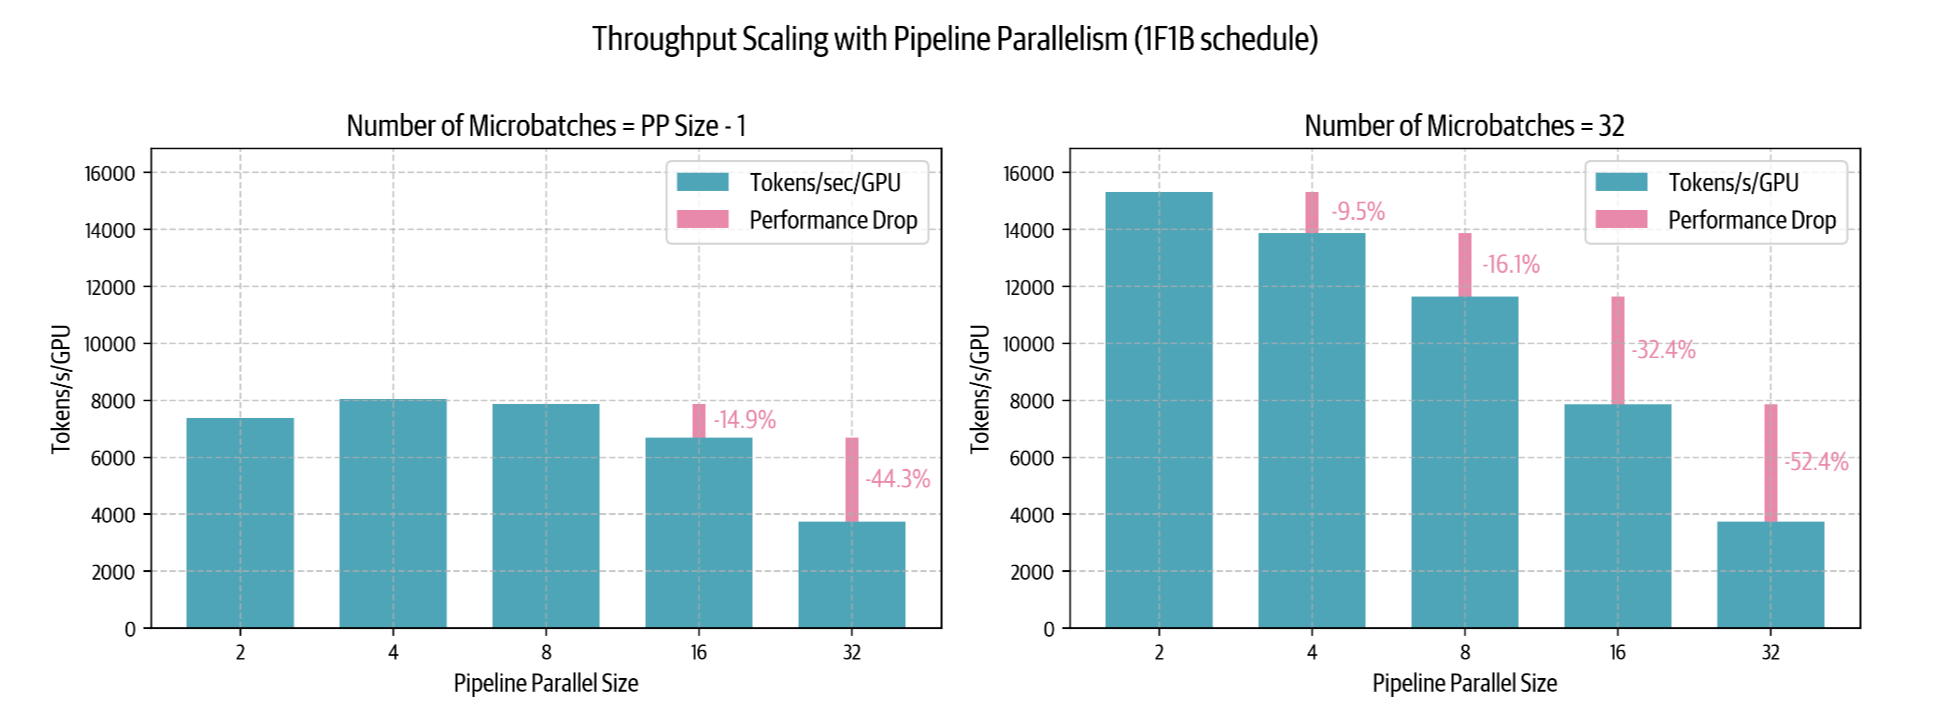 Throughput Scaling with Pipeline Parallelism (1F1B schedule)
Number of Microbatches = PP Size - 1
Tokens/sec/GPU
Performance Drop
16000
14000
12000
10000
8000
6000
4000
2000
0
Tokens/s/GPU
-14.9%
-44.3%
2 4 8 16 32
Pipeline Parallel Size
Number of Microbatches = 32
Tokens/s/GPU
Performance Drop
16000
14000
12000
10000
8000
6000
4000
2000
0
Tokens/s/GPU
-9.5%
-16.1%
-32.4%
-52.4%
2 4 8 16 32
Pipeline Parallel Size